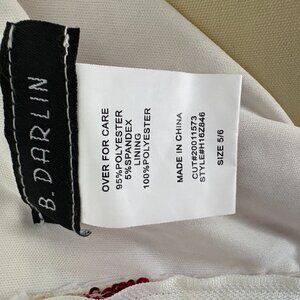 B. DARLIN
OVER FOR CARE
95%POLYESTER
5%SPANDEX
LINING
100%POLYESTER
MADE IN CHINA
CUT#20011573
STYLE#H16Z846
SIZE 5/6